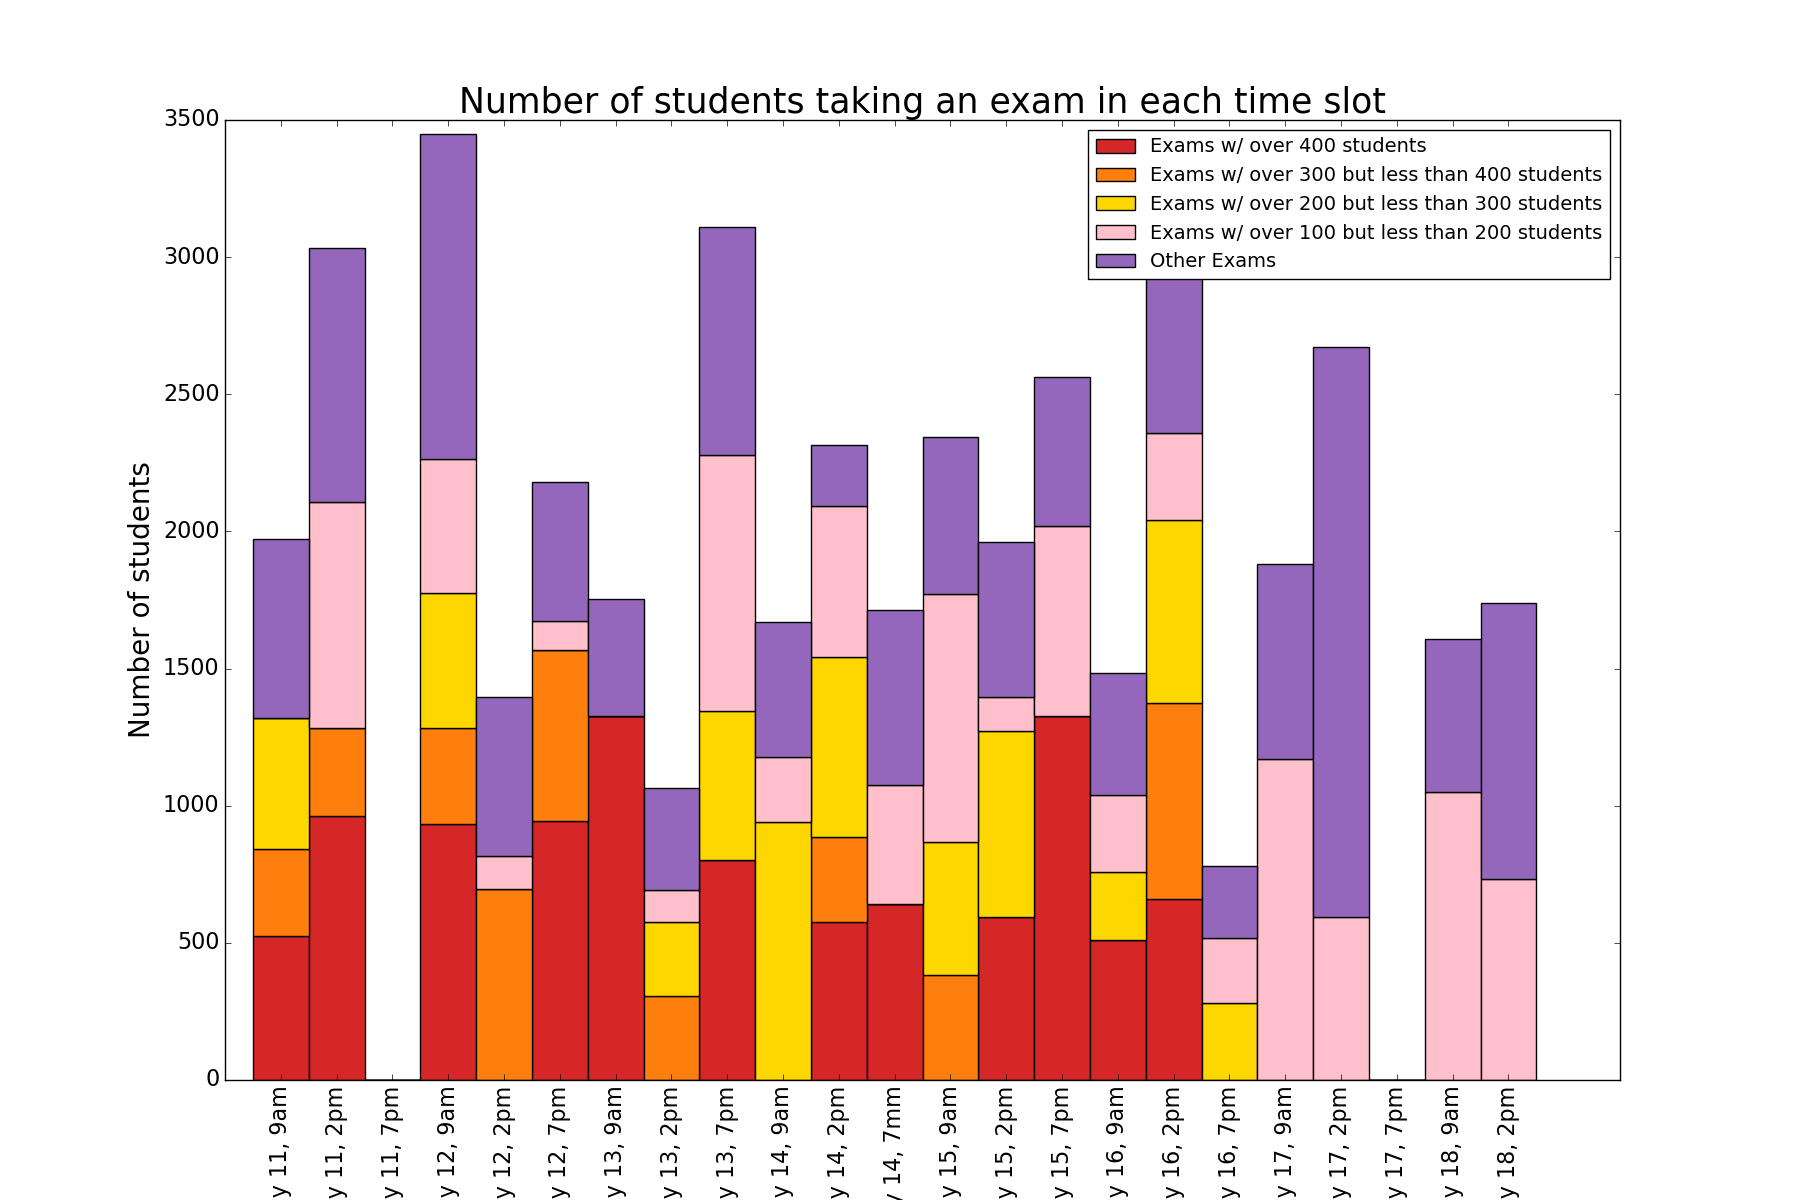 Number of students taking an exam in each time slot
Exams w/ over 400 students
Exams w/ over 300 but less than 400 students
Exams w/ over 200 but less than 300 students
Exams w/ over 100 but less than 200 students
Other Exams
Number of students
3500
3000
2500
2000
1500
1000
500
0
y 11, 9am
y 11, 2pm
y 11, 7pm
y 12, 9am
y 12, 2pm
y 12, 7pm
y 13, 9am
y 13, 2pm
y 13, 7pm
y 14, 9am
y 14, 2pm
y 14, 7mm
y 15, 9am
y 15, 2pm
y 15, 7pm
y 16, 9am
y 16, 2pm
y 16, 7pm
y 17, 9am
y 17, 2pm
y 17, 7pm
y 18, 9am
y 18, 2pm